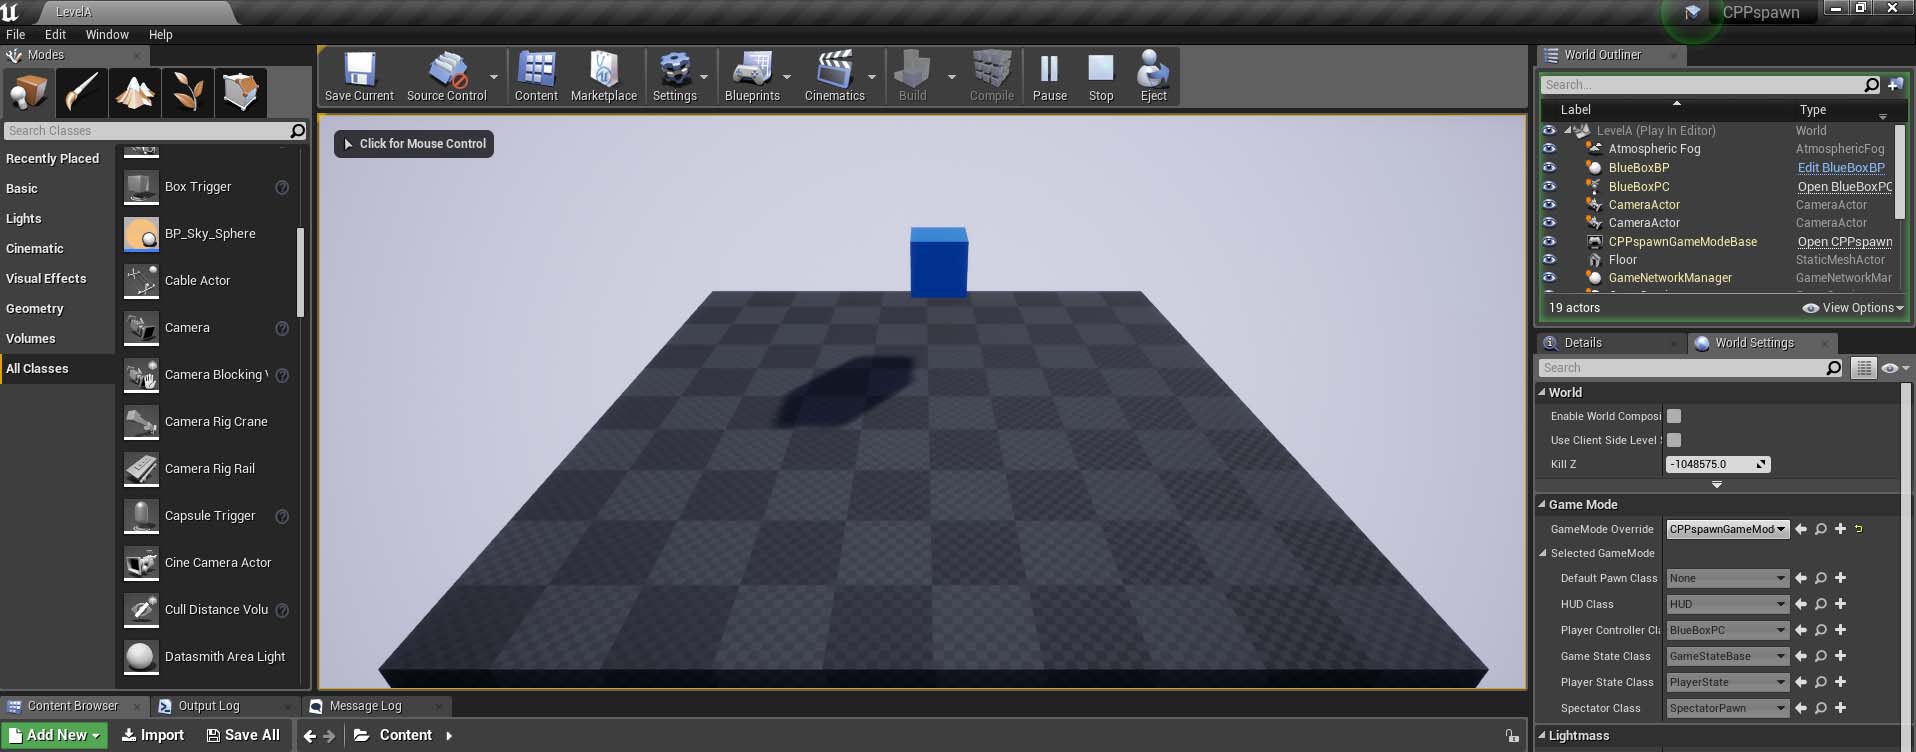 LevelA
CPPspawn
File Edit Window Help
Modes
Search Classes
Recently Placed
Basic
Lights
Cinematic
Visual Effects
Geometry
Volumes
All Classes
Box Trigger
BP_Sky_Sphere
Cable Actor
Camera
Camera Blocking
Camera Rig Crane
Camera Rig Rail
Capsule Trigger
Cine Camera Actor
Cull Distance Volu
Datasmith Area Light
Save Current
Source Control
Content
Marketplace
Settings
Blueprints
Cinematics
Build
Compile
Pause
Stop
Eject
Click for Mouse Control
World Outliner
Search...
Label Type
LevelA (Play In Editor) World
Atmospheric Fog AtmosphericFog
BlueBoxBP Edit BlueBoxBP
BlueBoxPC Open BlueBoxPC
CameraActor CameraActor
CameraActor CameraActor
CPPspawnGameModeBase Open CPPspawn
Floor StaticMeshActor
GameNetworkManager GameNetworkMar
19 actors View Options
Details World Settings
Search
World
Enable World Composi
Use Client Side Level
Kill Z -1048575.0
Game Mode
GameMode Override CPPspawnGameMod
Selected GameMode
Default Pawn Class None
HUD Class HUD
Player Controller Cl BlueBoxPC
Game State Class GameStateBase
Player State Class PlayerState
Spectator Class SpectatorPawn
Lightmass
Content Browser Output Log Message Log
Add New Import Save All Content